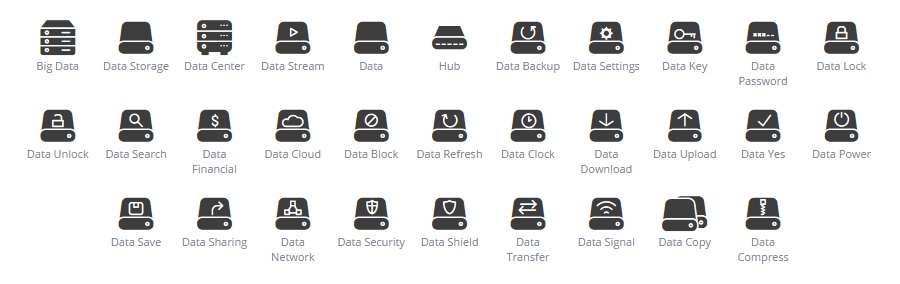 Big Data
Data Storage
Data Center
Data Stream
Data
Hub
Data Backup
Data Settings
Data Key
Data
Password
Data Lock
Data Unlock
Data Search
Data
Financial
Data Cloud
Data Block
Data Refresh
Data Clock
Data
Download
Data Upload
Data Yes
Data Power
Data Save
Data Sharing
Data
Network
Data Security
Data Shield
Data
Transfer
Data Signal
Data Copy
Data
Compress